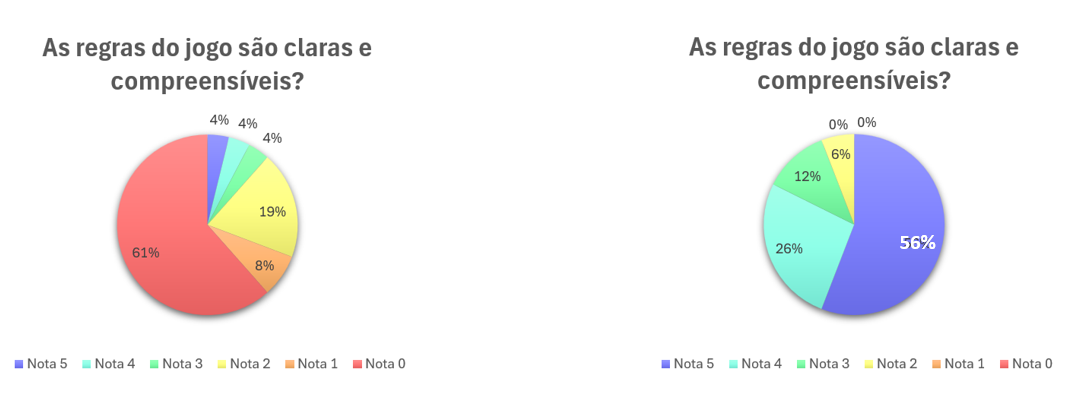 As regras do jogo são claras e
compreensíveis?
4%
4%
4%
19%
8%
61%
Nota 5 Nota 4 Nota 3 Nota 2 Nota 1 Nota 0
As regras do jogo são claras e
compreensíveis?
0%
0%
6%
12%
26%
56%
Nota 5 Nota 4 Nota 3 Nota 2 Nota 1 Nota 0